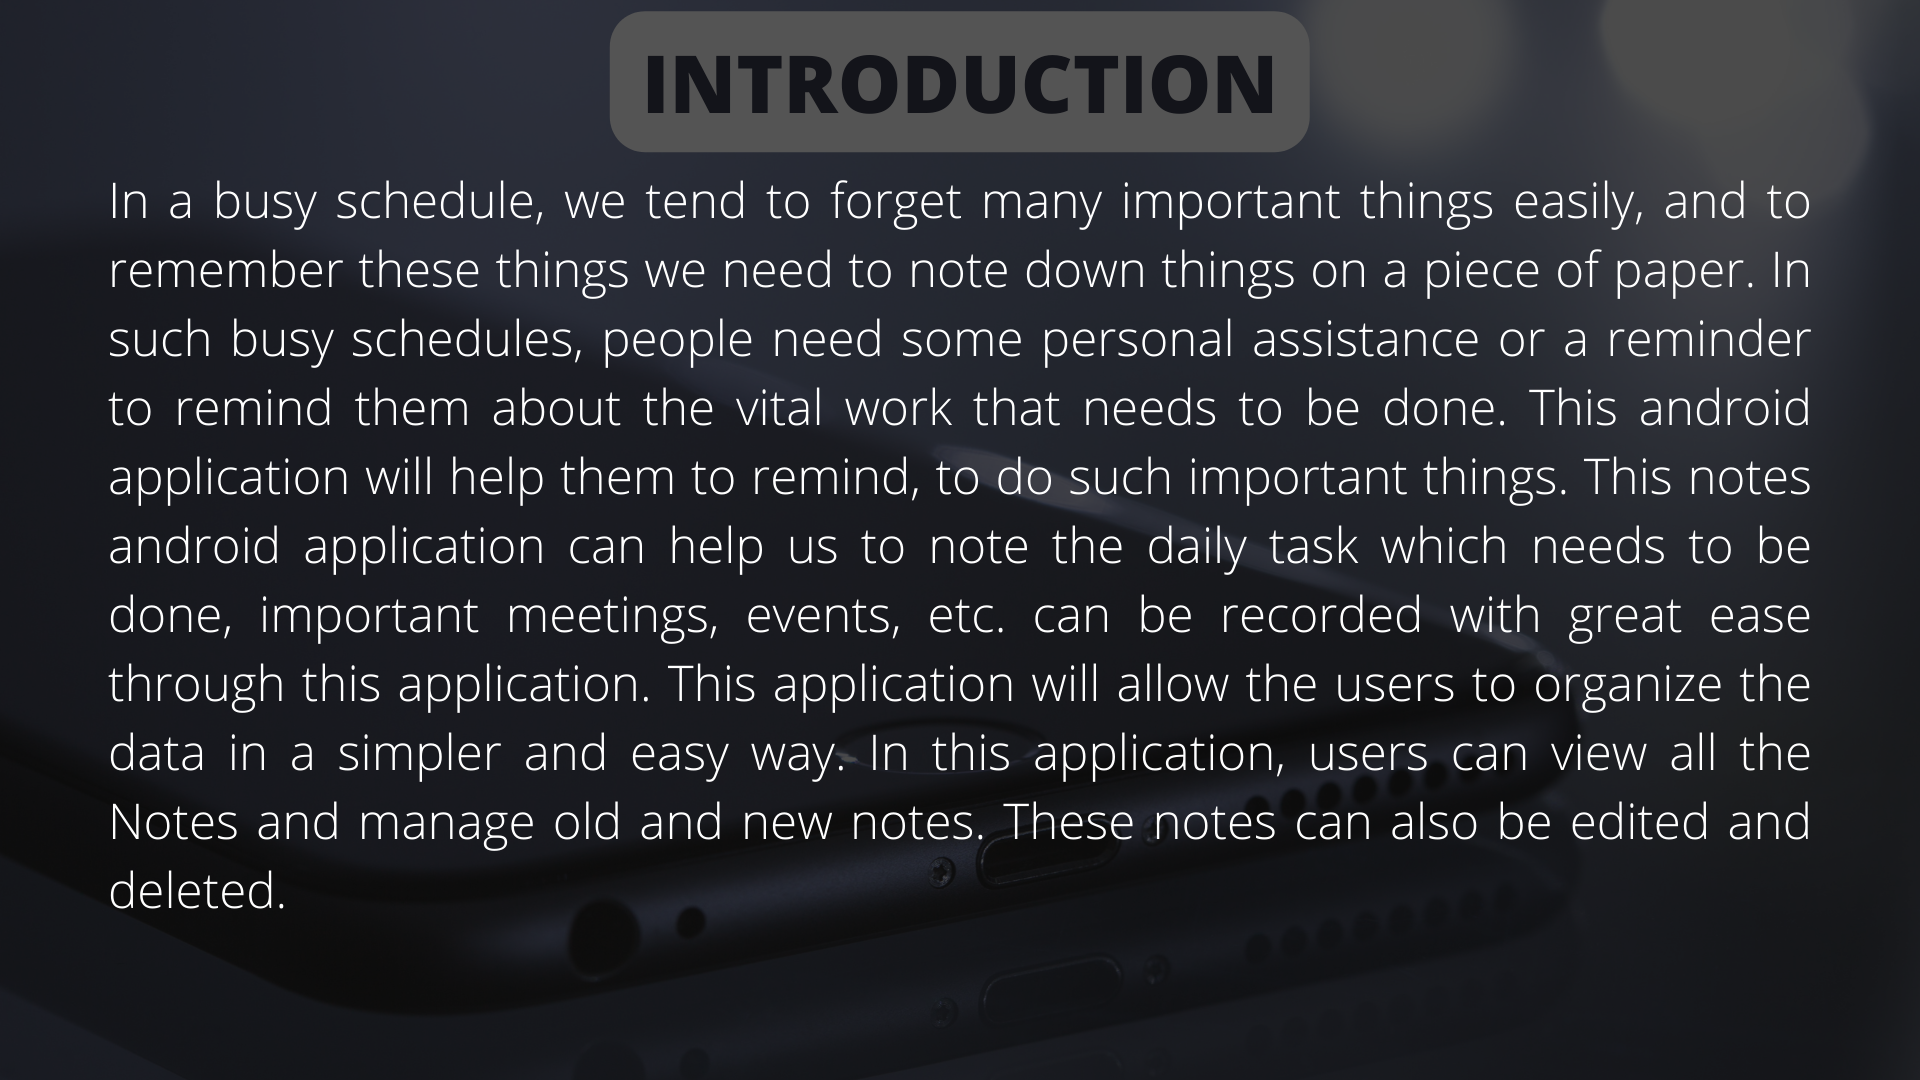 INTRODUCTION
In a busy schedule, we tend to forget many important things easily, and to
remember these things we need to note down things on a piece of paper. In
such busy schedules, people need some personal assistance or a reminder
to remind them about the vital work that needs to be done. This android
application will help them to remind, to do such important things. This notes
android application can help us to note the daily task which needs to be
done, important meetings, events, etc. can be recorded with great ease
through this application. This application will allow the users to organize the
data in a simpler and easy way. In this application, users can view all the
Notes and manage old and new notes. These notes can also be edited and
deleted.